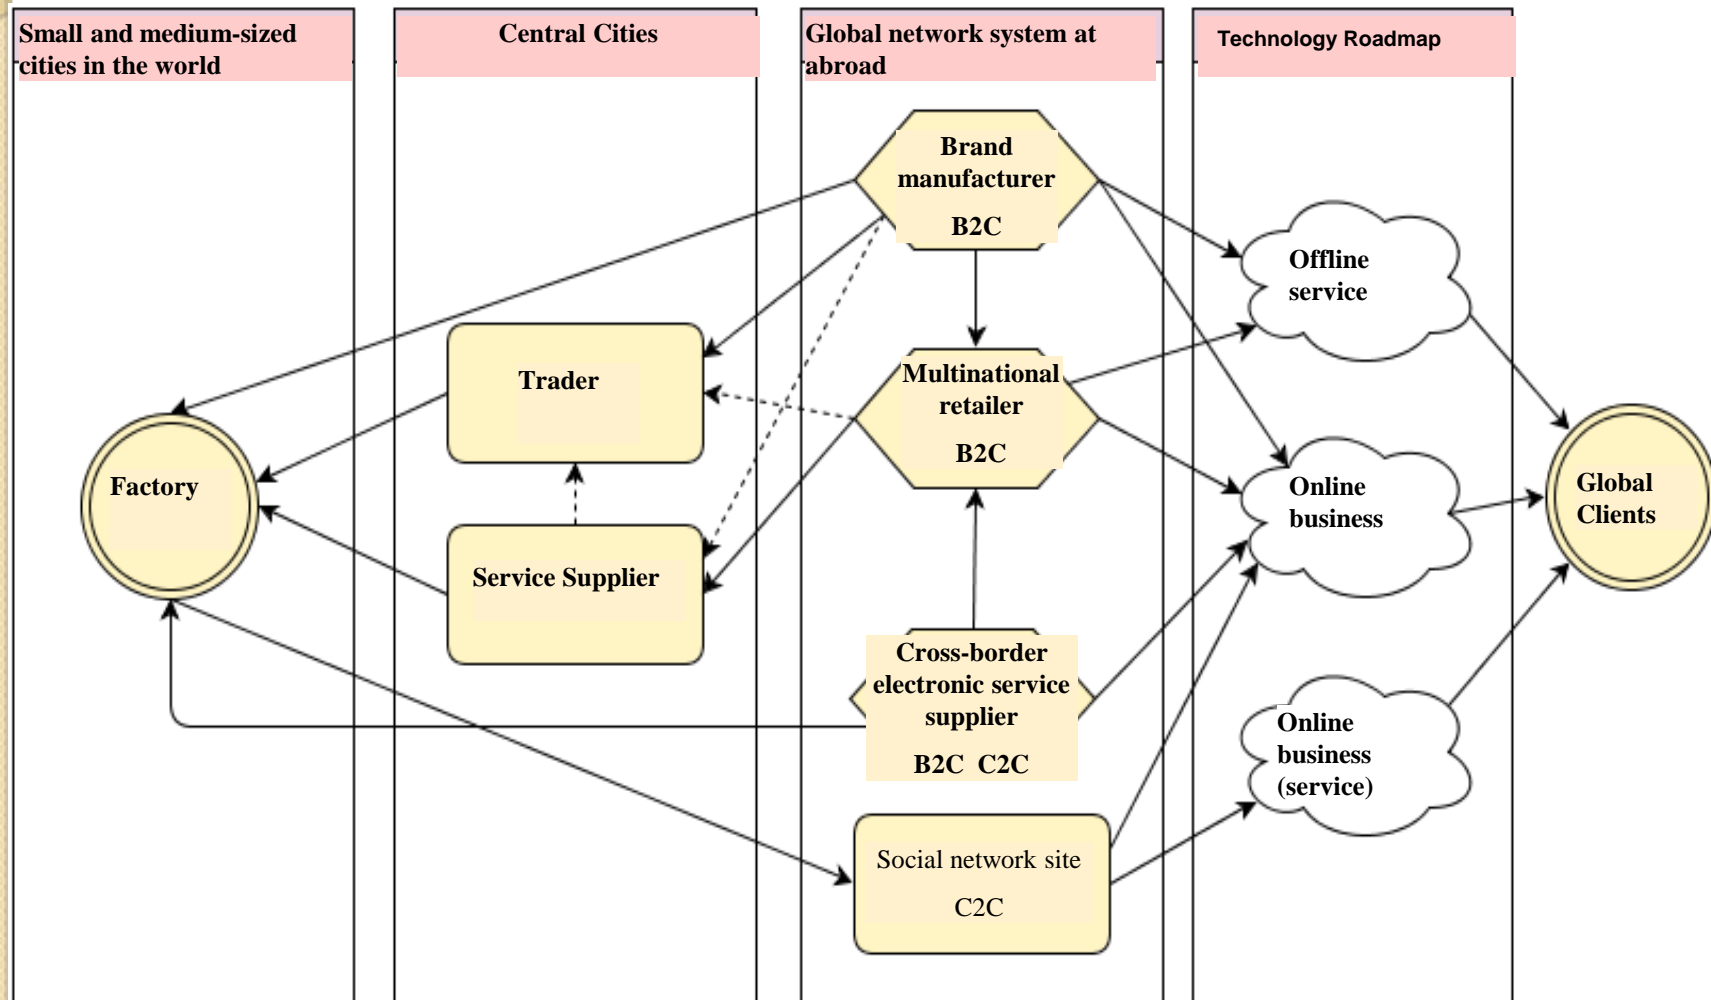 Small and medium-sized
cities in the world
Central Cities
Global network system at
abroad
Technology Roadmap
Brand
manufacturer
B2C
Offline
service
Trader
Multinational
retailer
B2C
Factory
Online
business
Global
Clients
Service Supplier
Cross-border
electronic service
supplier
B2C C2C
Online
business
(service)
Social network site
C2C